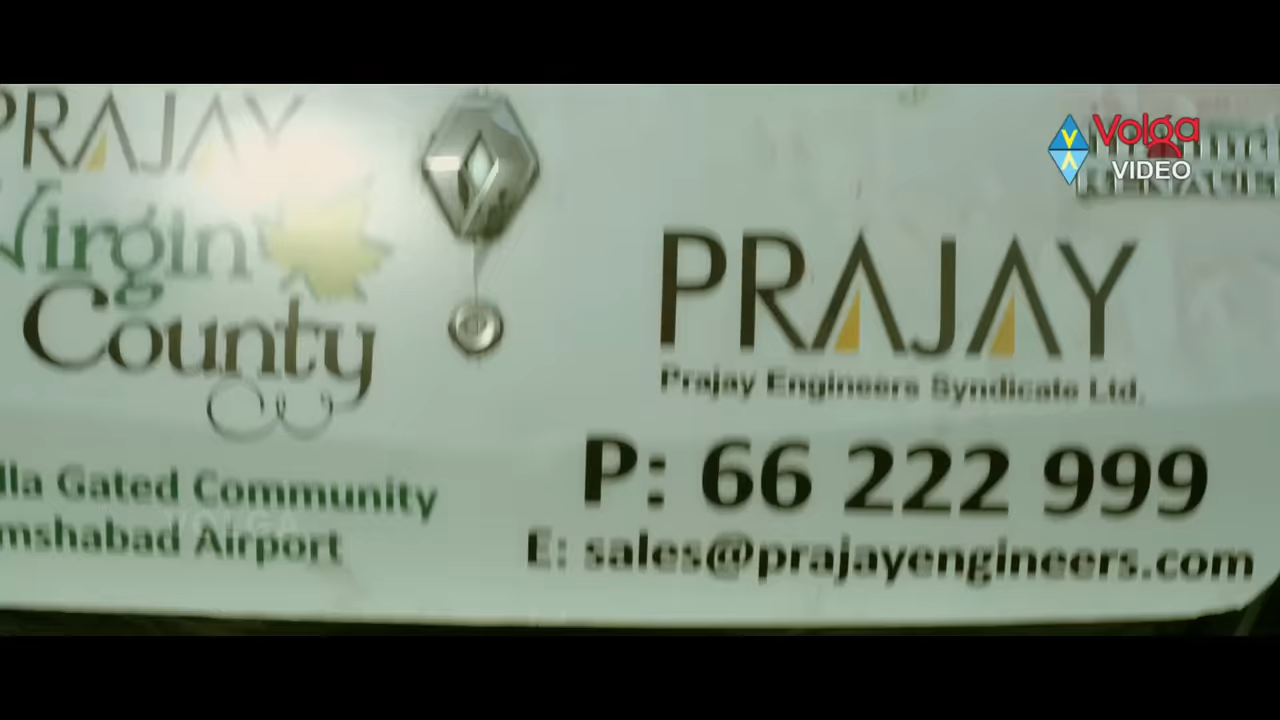 PRAJAY
Virgin
County
lla Gated Community
mshabad Airport
PRAJAY
Prajay Engineers Syndicate Ltd.
P: 66 222 999
E: sales@prajayengineers.com
Volga
VIDEO